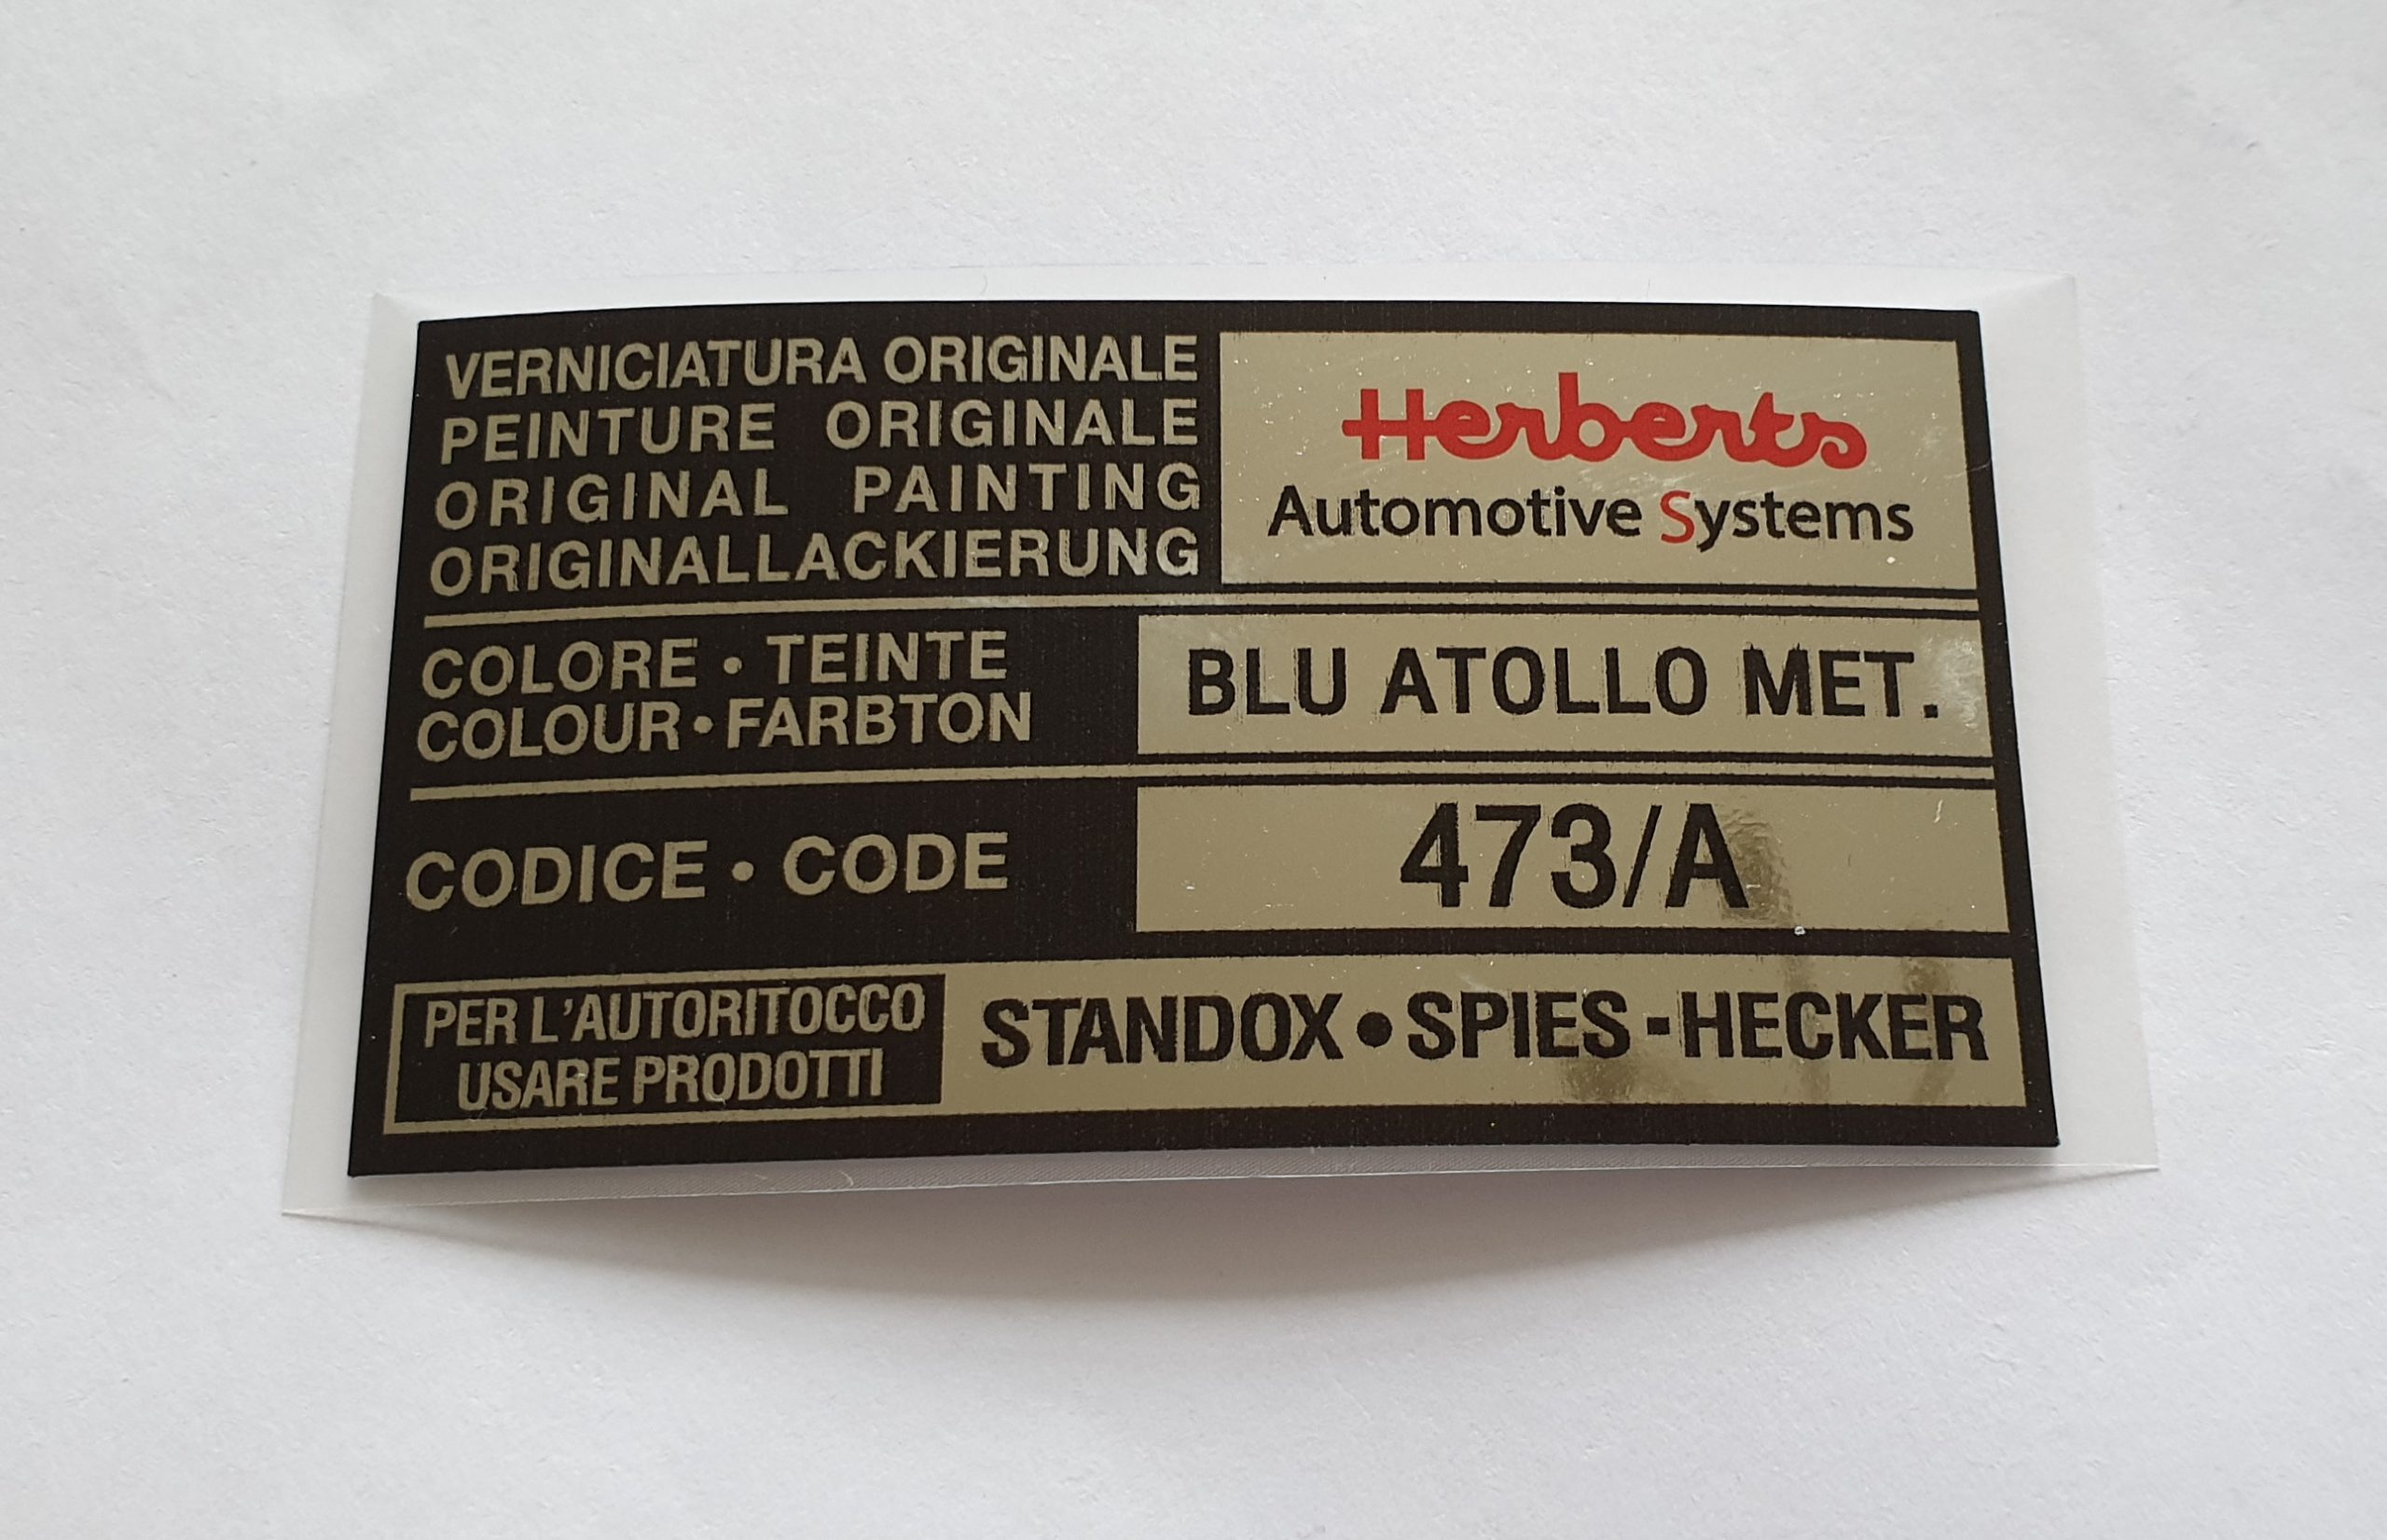 VERNICIATURA ORIGINALE
PEINTURE ORIGINALE
ORIGINAL PAINTING
ORIGINALLACKIERUNG
Herberts
Automotive Systems
COLORE • TEINTE
COLOUR • FARBTON
BLU ATOLLO MET.
CODICE • CODE
473/A
PER L'AUTORITOCCO
USARE PRODOTTI
STANDOX • SPIES-HECKER